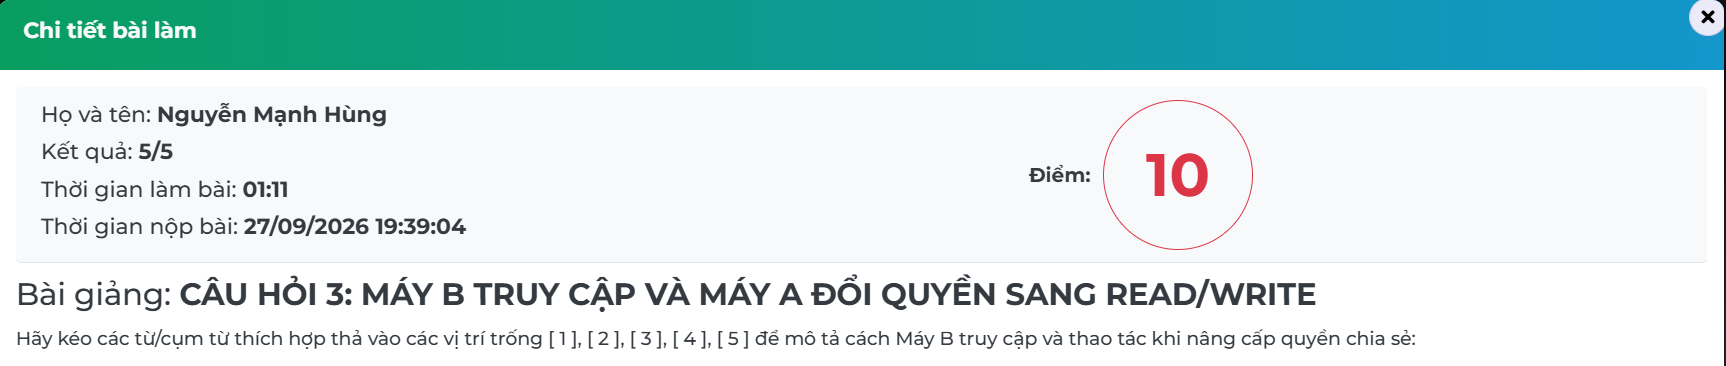 Chi tiết bài làm
Họ và tên: Nguyễn Mạnh Hùng
Kết quả: 5/5
Thời gian làm bài: 01:11
Thời gian nộp bài: 27/09/2026 19:39:04
Điểm:
10
Bài giảng: CÂU HỎI 3: MÁY B TRUY CẬP VÀ MÁY A ĐỔI QUYỀN SANG READ/WRITE
Hãy kéo các từ/cụm từ thích hợp thả vào các vị trí trống [ 1 ], [ 2 ], [ 3 ], [ 4 ], [ 5 ] để mô tả cách Máy B truy cập và thao tác khi nâng cấp quyền chia sẻ: